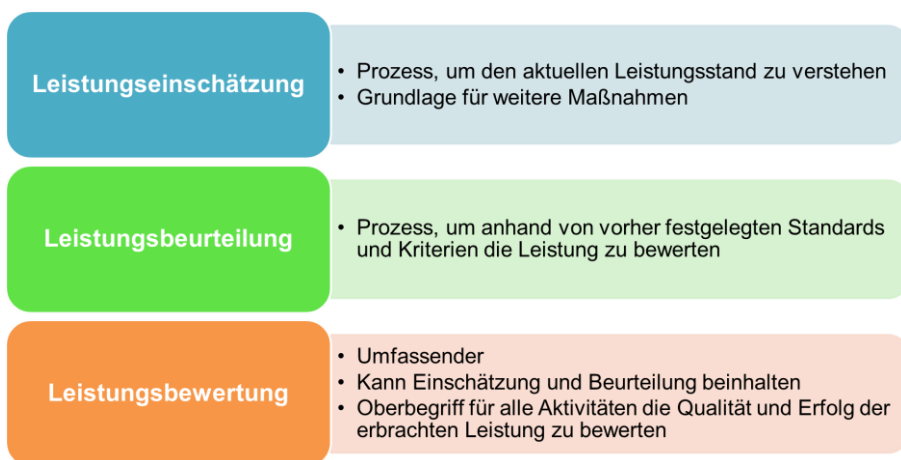 Leistungseinschätzung
• Prozess, um den aktuellen Leistungsstand zu verstehen
• Grundlage für weitere Maßnahmen
Leistungsbeurteilung
• Prozess, um anhand von vorher festgelegten Standards
und Kriterien die Leistung zu bewerten
Leistungsbewertung
• Umfassender
• Kann Einschätzung und Beurteilung beinhalten
• Oberbegriff für alle Aktivitäten die Qualität und Erfolg der
erbrachten Leistung zu bewerten